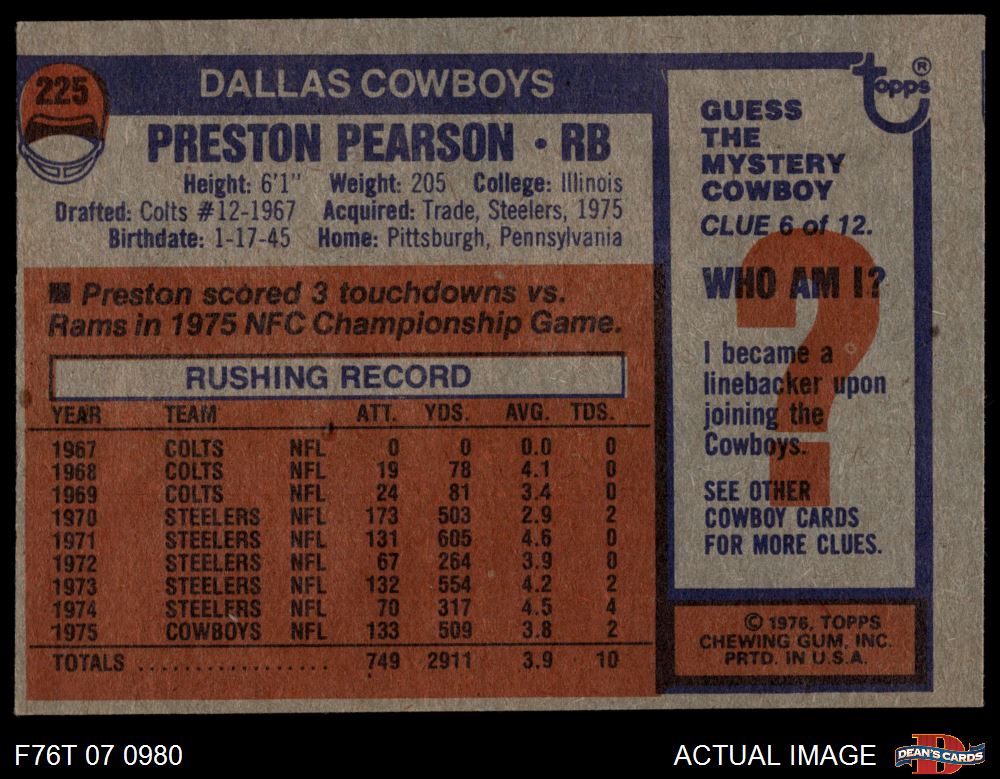 225
DALLAS COWBOYS
PRESTON PEARSON • RB
Height: 6'1" Weight: 205 College: Illinois
Drafted: Colts #12-1967 Acquired: Trade, Steelers, 1975
Birthdate: 1-17-45 Home: Pittsburgh, Pennsylvania
■ Preston scored 3 touchdowns vs.
Rams in 1975 NFC Championship Game.
RUSHING RECORD
YEAR TEAM ATT. YDS. AVG. TDS.
1967 COLTS NFL 0 0 0.0 0
1968 COLTS NFL 19 78 4.1 0
1969 COLTS NFL 24 81 3.4 0
1970 STEELERS NFL 173 503 2.9 2
1971 STEELERS NFL 131 605 4.6 0
1972 STEELERS NFL 67 264 3.9 0
1973 STEELERS NFL 132 554 4.2 2
1974 STEELERS NFL 70 317 4.5 4
1975 COWBOYS NFL 133 509 3.8 2
TOTALS ................. 749 2911 3.9 10
topps®
GUESS
THE
MYSTERY
COWBOY
CLUE 6 of 12.
WHO AM I?
?
I became a
linebacker upon
joining the
Cowboys.
SEE OTHER
COWBOY CARDS
FOR MORE CLUES.
© 1976, TOPPS
CHEWING GUM, INC.
PRTD. IN U.S.A.
F76T 07 0980
ACTUAL IMAGE
D
DEAN'S CARDS